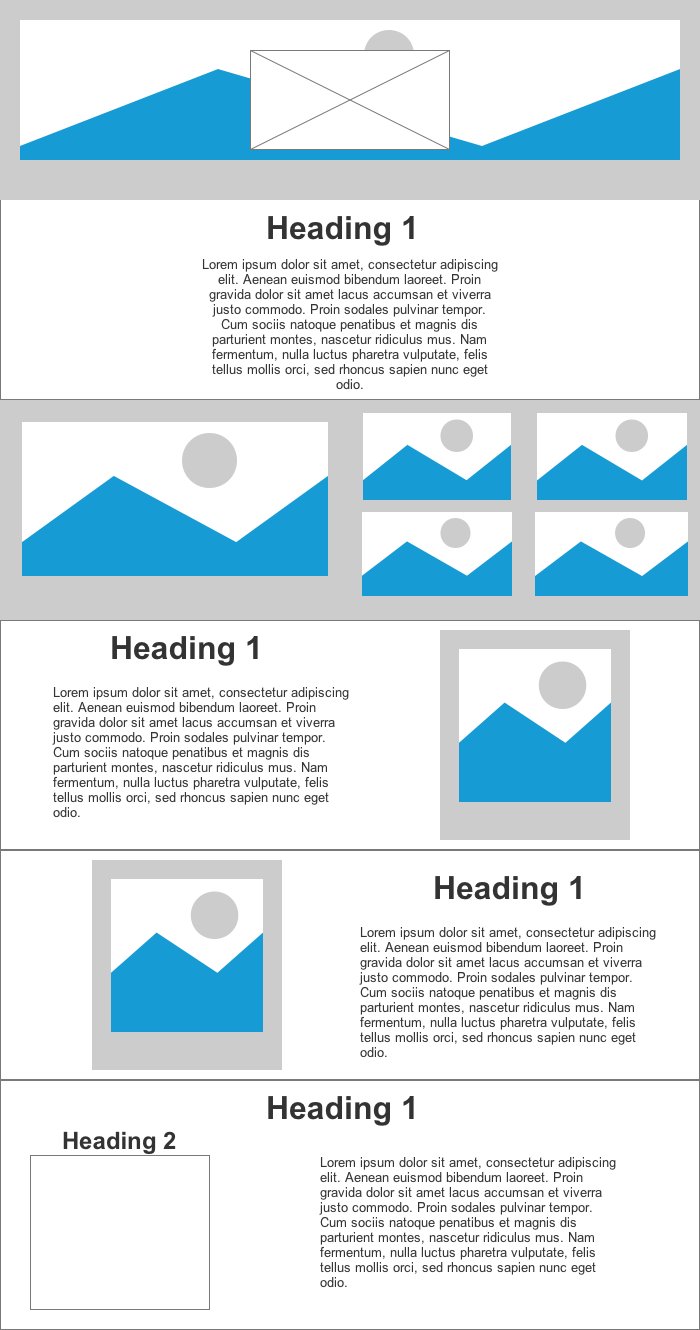 Heading 1
Lorem ipsum dolor sit amet, consectetur adipiscing
elit. Aenean euismod bibendum laoreet. Proin
gravida dolor sit amet lacus accumsan et viverra
justo commodo. Proin sodales pulvinar tempor.
Cum sociis natoque penatibus et magnis dis
parturient montes, nascetur ridiculus mus. Nam
fermentum, nulla luctus pharetra vulputate, felis
tellus mollis orci, sed rhoncus sapien nunc eget
odio.
Heading 1
Lorem ipsum dolor sit amet, consectetur adipiscing
elit. Aenean euismod bibendum laoreet. Proin
gravida dolor sit amet lacus accumsan et viverra
justo commodo. Proin sodales pulvinar tempor.
Cum sociis natoque penatibus et magnis dis
parturient montes, nascetur ridiculus mus. Nam
fermentum, nulla luctus pharetra vulputate, felis
tellus mollis orci, sed rhoncus sapien nunc eget
odio.
Heading 1
Lorem ipsum dolor sit amet, consectetur adipiscing
elit. Aenean euismod bibendum laoreet. Proin
gravida dolor sit amet lacus accumsan et viverra
justo commodo. Proin sodales pulvinar tempor.
Cum sociis natoque penatibus et magnis dis
parturient montes, nascetur ridiculus mus. Nam
fermentum, nulla luctus pharetra vulputate, felis
tellus mollis orci, sed rhoncus sapien nunc eget
odio.
Heading 1
Heading 2
Lorem ipsum dolor sit amet, consectetur adipiscing
elit. Aenean euismod bibendum laoreet. Proin
gravida dolor sit amet lacus accumsan et viverra
justo commodo. Proin sodales pulvinar tempor.
Cum sociis natoque penatibus et magnis dis
parturient montes, nascetur ridiculus mus. Nam
fermentum, nulla luctus pharetra vulputate, felis
tellus mollis orci, sed rhoncus sapien nunc eget
odio.